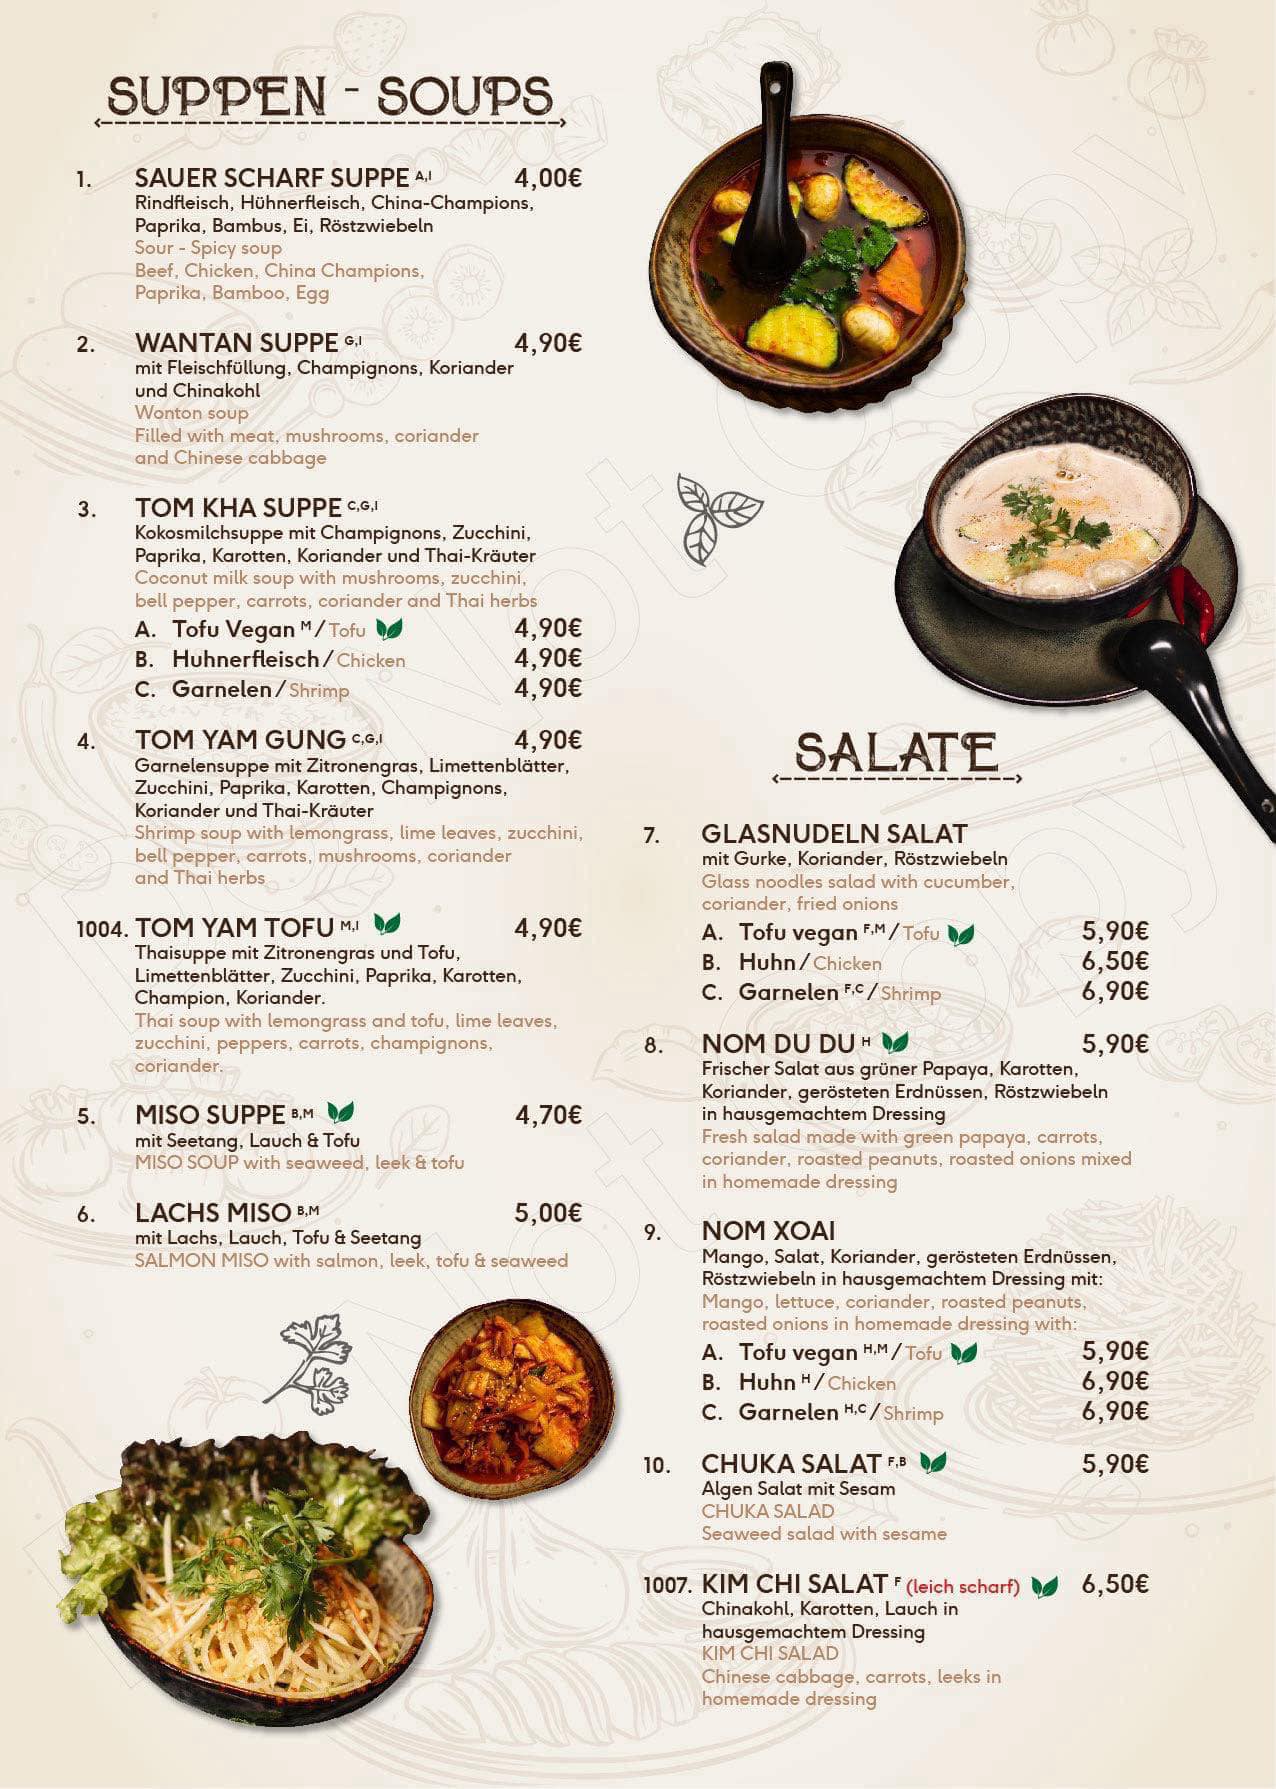 SUPPEN - SOUPS
1. SAUER SCHARF SUPPE A,I 4,00€
Rindfleisch, Hühnerfleisch, China-Champions,
Paprika, Bambus, Ei, Röstzwiebeln
Sour - Spicy soup
Beef, Chicken, China Champions,
Paprika, Bamboo, Egg
2. WANTAN SUPPE G,I 4,90€
mit Fleischfüllung, Champignons, Koriander
und Chinakohl
Wonton soup
Filled with meat, mushrooms, coriander
and Chinese cabbage
3. TOM KHA SUPPE C,G,I
Kokosmilchsuppe mit Champignons, Zucchini,
Paprika, Karotten, Koriander und Thai-Kräuter
Coconut milk soup with mushrooms, zucchini,
bell pepper, carrots, coriander and Thai herbs
A. Tofu Vegan M / Tofu 4,90€
B. Huhnerfleisch / Chicken 4,90€
C. Garnelen / Shrimp 4,90€
4. TOM YAM GUNG C,G,I 4,90€
Garnelensuppe mit Zitronengras, Limettenblätter,
Zucchini, Paprika, Karotten, Champignons,
Koriander und Thai-Kräuter
Shrimp soup with lemongrass, lime leaves, zucchini,
bell pepper, carrots, mushrooms, coriander
and Thai herbs
1004. TOM YAM TOFU M,I 4,90€
Thaisuppe mit Zitronengras und Tofu,
Limettenblätter, Zucchini, Paprika, Karotten,
Champion, Koriander.
Thai soup with lemongrass and tofu, lime leaves,
zucchini, peppers, carrots, champignons,
coriander.
5. MISO SUPPE B,M 4,70€
mit Seetang, Lauch & Tofu
MISO SOUP with seaweed, leek & tofu
6. LACHS MISO B,M 5,00€
mit Lachs, Lauch, Tofu & Seetang
SALMON MISO with salmon, leek, tofu & seaweed
SALATE
7. GLASNUDELN SALAT
mit Gurke, Koriander, Röstzwiebeln
Glass noodles salad with cucumber,
coriander, fried onions
A. Tofu vegan F,M / Tofu 5,90€
B. Huhn / Chicken 6,50€
C. Garnelen F,C / Shrimp 6,90€
8. NOM DU DU H 5,90€
Frischer Salat aus grüner Papaya, Karotten,
Koriander, gerösteten Erdnüssen, Röstzwiebeln
in hausgemachtem Dressing
Fresh salad made with green papaya, carrots,
coriander, roasted peanuts, roasted onions mixed
in homemade dressing
9. NOM XOAI
Mango, Salat, Koriander, gerösteten Erdnüssen,
Röstzwiebeln in hausgemachtem Dressing mit:
Mango, lettuce, coriander, roasted peanuts,
roasted onions in homemade dressing with:
A. Tofu vegan H,M / Tofu 5,90€
B. Huhn H / Chicken 6,90€
C. Garnelen H,C / Shrimp 6,90€
10. CHUKA SALAT F,B 5,90€
Algen Salat mit Sesam
CHUKA SALAD
Seaweed salad with sesame
1007. KIM CHI SALAT F (leich scharf) 6,50€
Chinakohl, Karotten, Lauch in
hausgemachtem Dressing
KIM CHI SALAD
Chinese cabbage, carrots, leeks in
homemade dressing
Do Not Copy
Do Not Copy